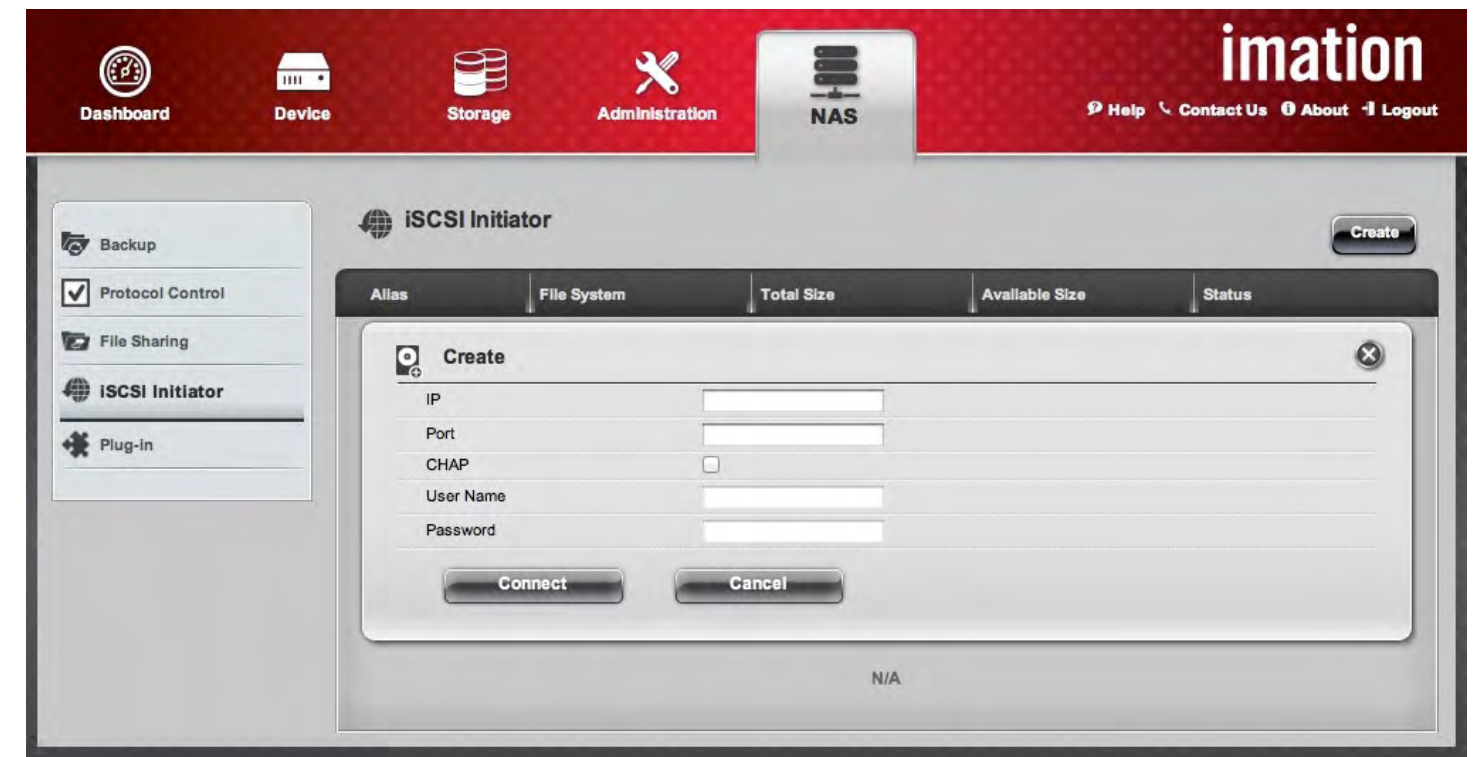 imation
Dashboard Device Storage Administration NAS
Help Contact Us About Logout
iSCSI Initiator
Create
Backup
Protocol Control
File Sharing
iSCSI Initiator
Plug-in
Alias File System Total Size Available Size Status
Create
IP
Port
CHAP
User Name
Password
Connect Cancel
N/A